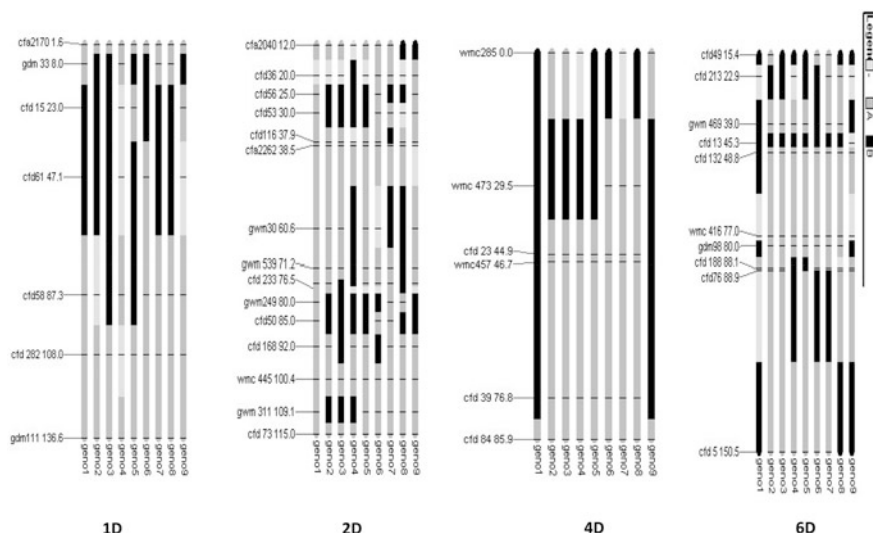 cfa2170 1.6
gdm 33 8.0
cfd 15 23.0
cfd61 47.1
cfd58 87.3
cfd 282 108.0
gdm111 136.6
geno1
geno2
geno3
geno4
geno5
geno6
geno7
geno8
geno9
1D
cfa2040 12.0
cfd36 20.0
cfd56 25.0
cfd53 30.0
cfd116 37.9
cfa2262 38.5
gwm30 60.6
gwm 539 71.2
cfd 233 76.5
gwm249 80.0
cfd50 85.0
cfd 168 92.0
wmc 445 100.4
gwm 311 109.1
cfd 73 115.0
geno1
geno2
geno3
geno4
geno5
geno6
geno7
geno8
geno9
2D
wmc285 0.0
wmc 473 29.5
cfd 23 44.9
wmc457 46.7
cfd 39 76.8
cfd 84 85.9
geno1
geno2
geno3
geno4
geno5
geno6
geno7
geno8
geno9
4D
cfd49 15.4
cfd 213 22.9
gwm 469 39.0
cfd 13 45.3
cfd 132 48.8
wmc 416 77.0
gdm98 80.0
cfd 188 88.1
cfd76 88.9
cfd 5 150.5
geno1
geno2
geno3
geno4
geno5
geno6
geno7
geno8
geno9
6D
Legend
-
A
B